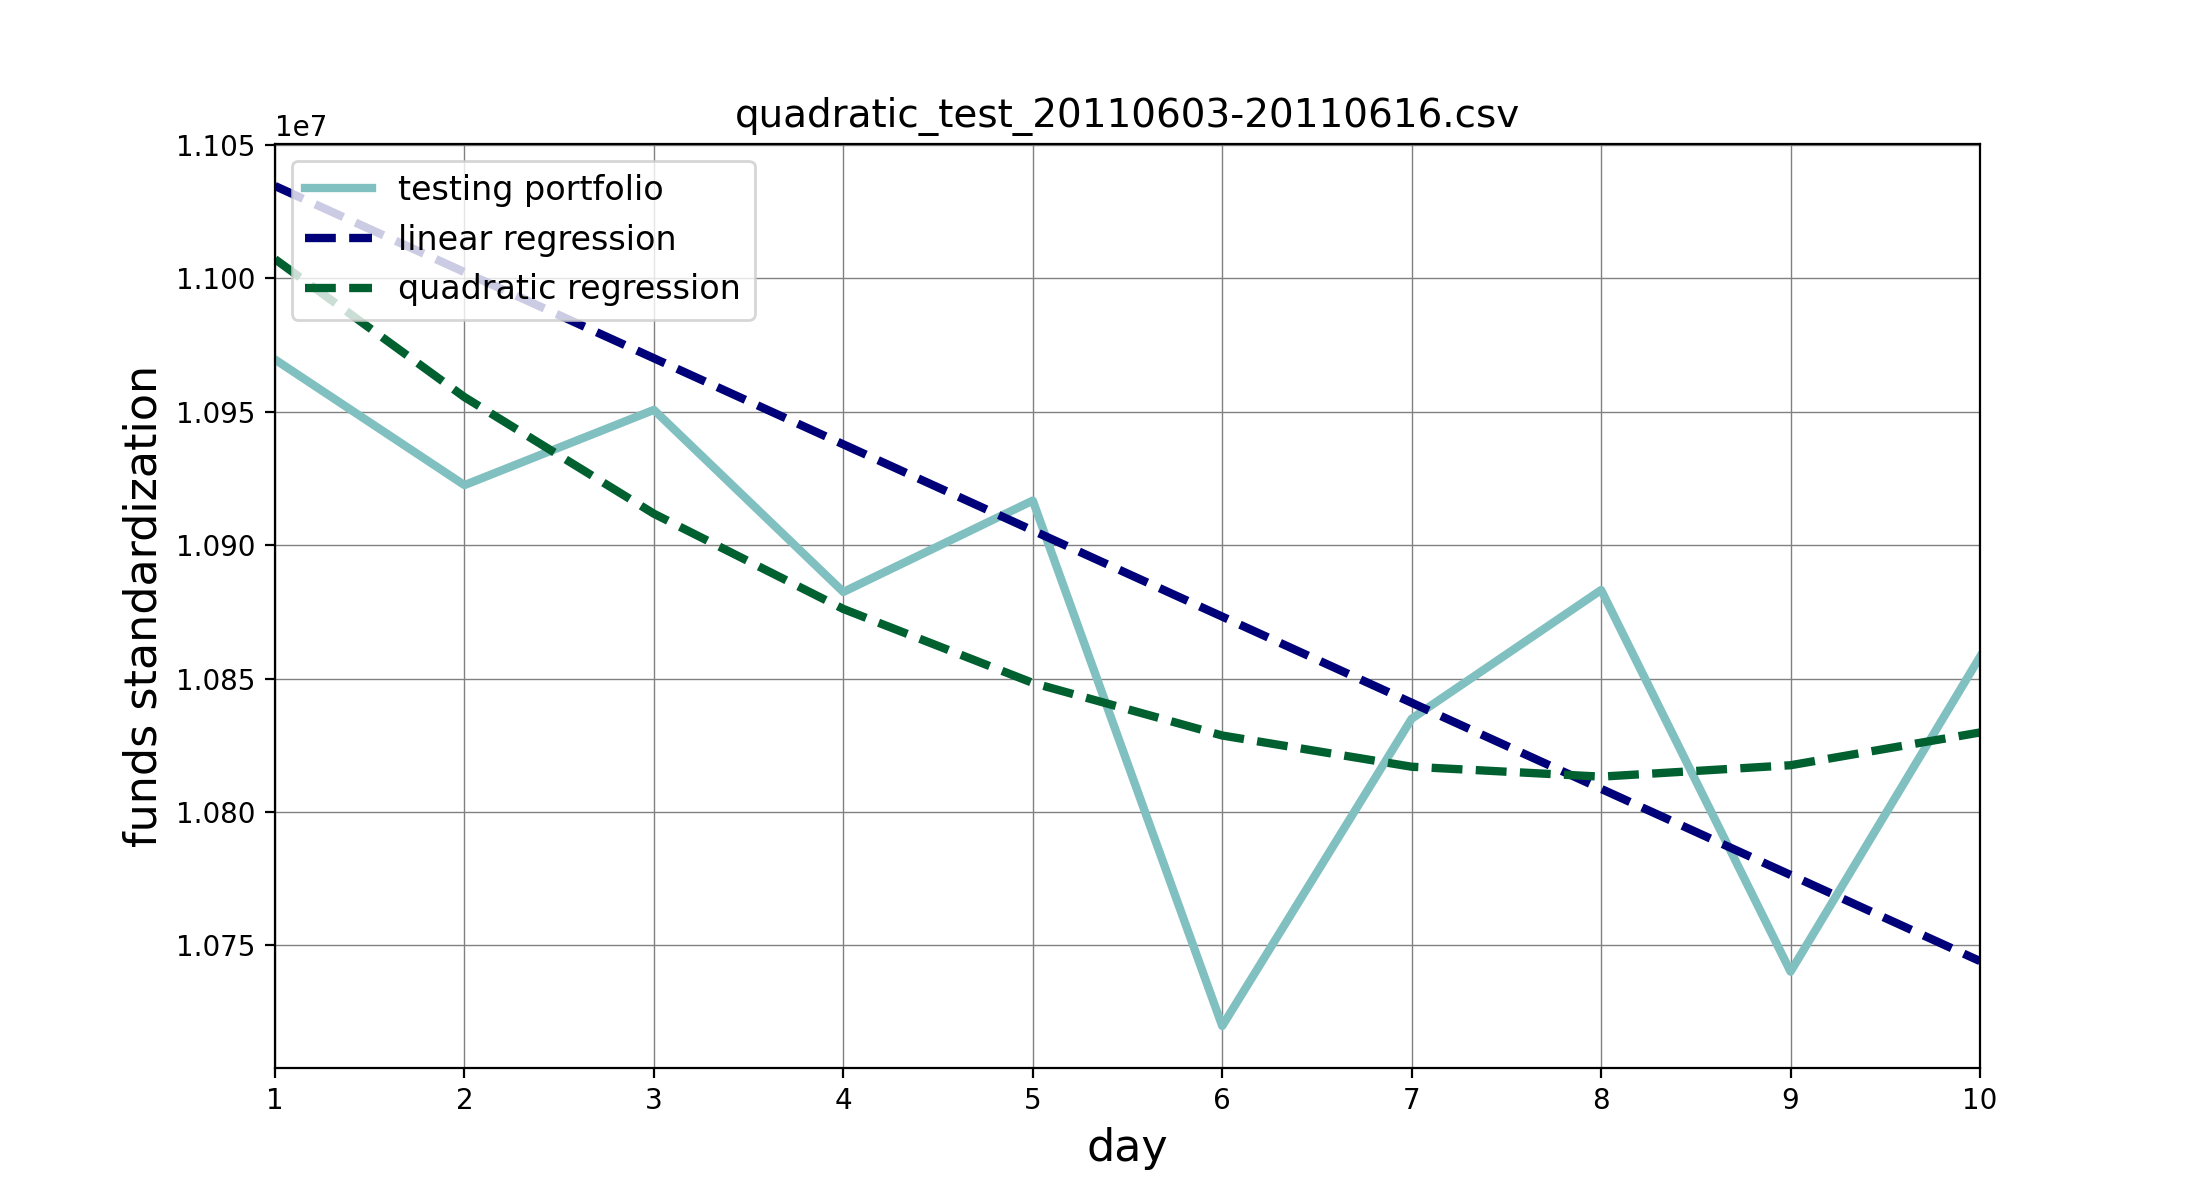 quadratic_test_20110603-20110616.csv
1e7
1.105
1.100
1.095
1.090
1.085
1.080
1.075
funds standardization
testing portfolio
linear regression
quadratic regression
1 2 3 4 5 6 7 8 9 10
day